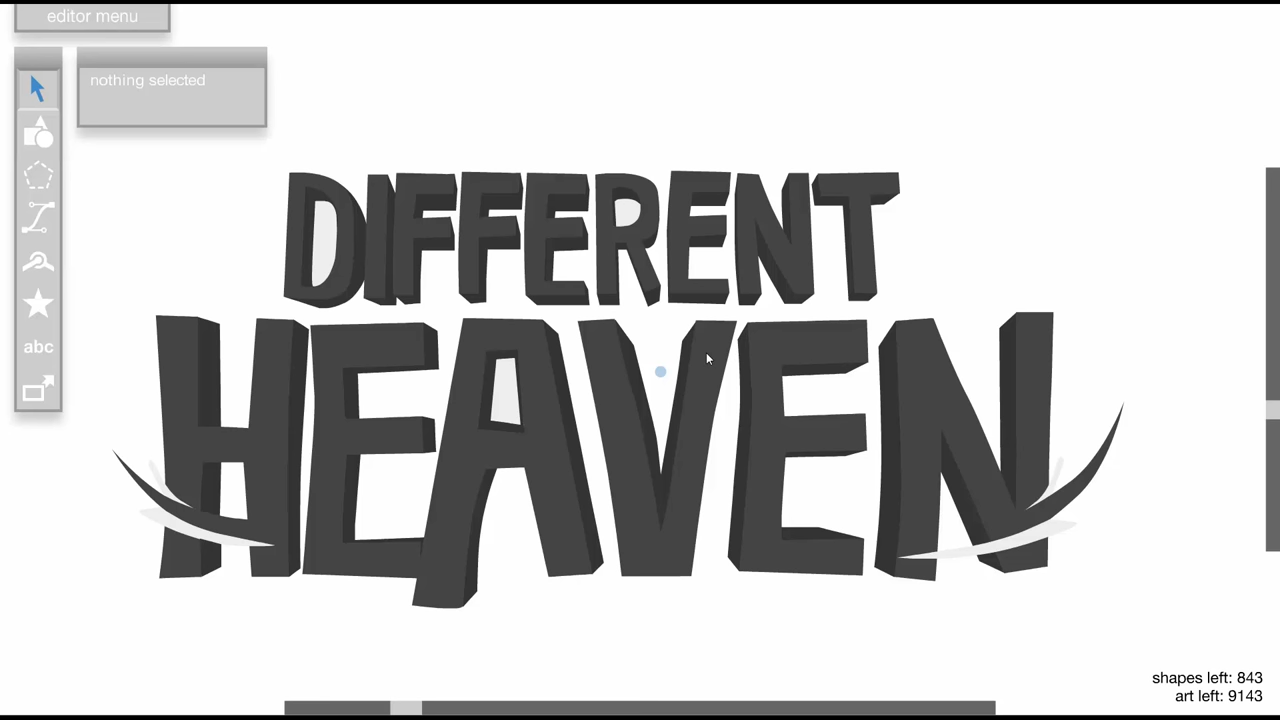 editor menu
nothing selected
abc
DIFFERENT
HEAVEN
shapes left: 843
art left: 9143